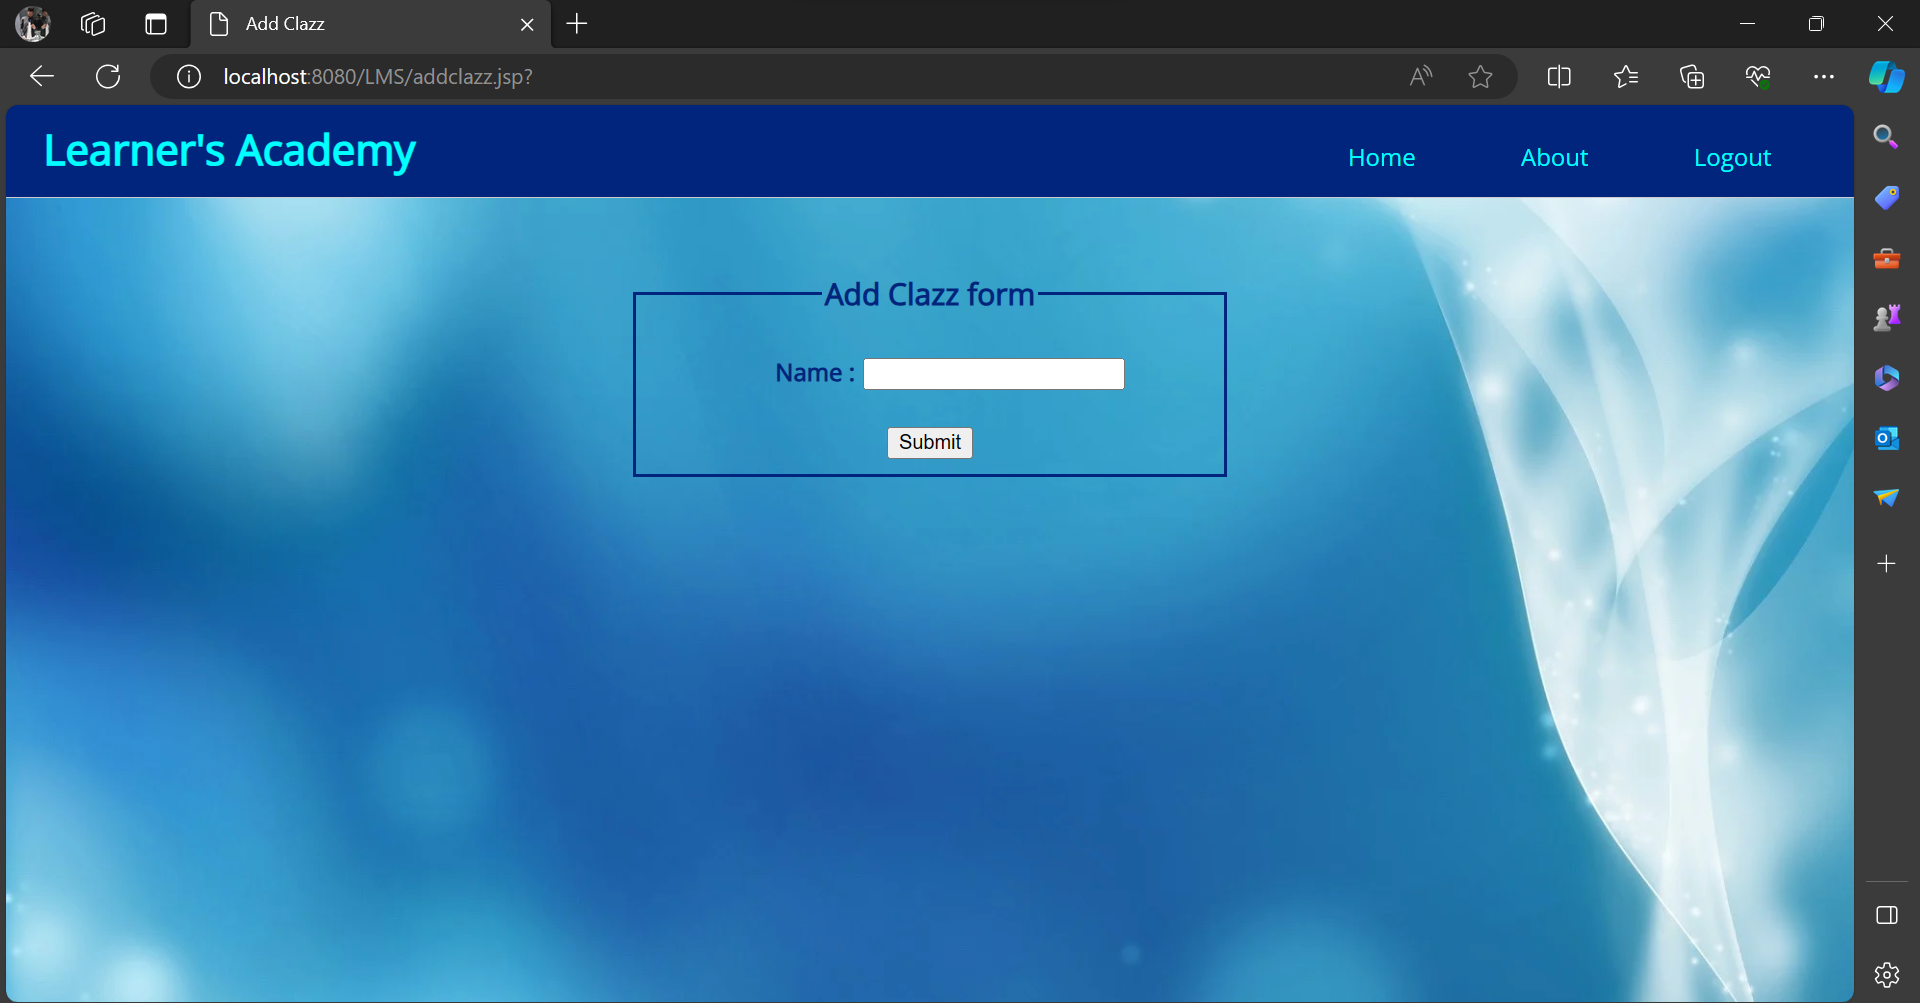 Add Clazz
localhost:8080/LMS/addclazz.jsp?
Learner's Academy
Home About Logout
Add Clazz form
Name :
Submit